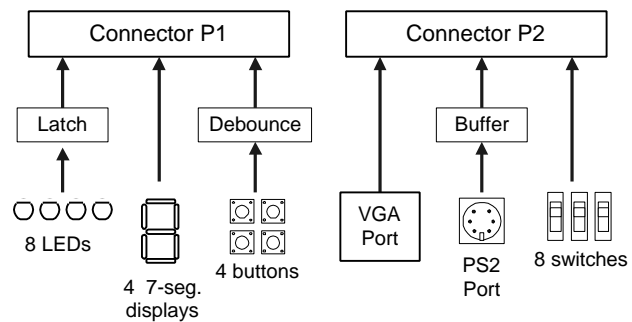 Connector P1
Connector P2
Latch
Debounce
Buffer
8 LEDs
4 7-seg.
displays
4 buttons
VGA
Port
PS2
Port
8 switches